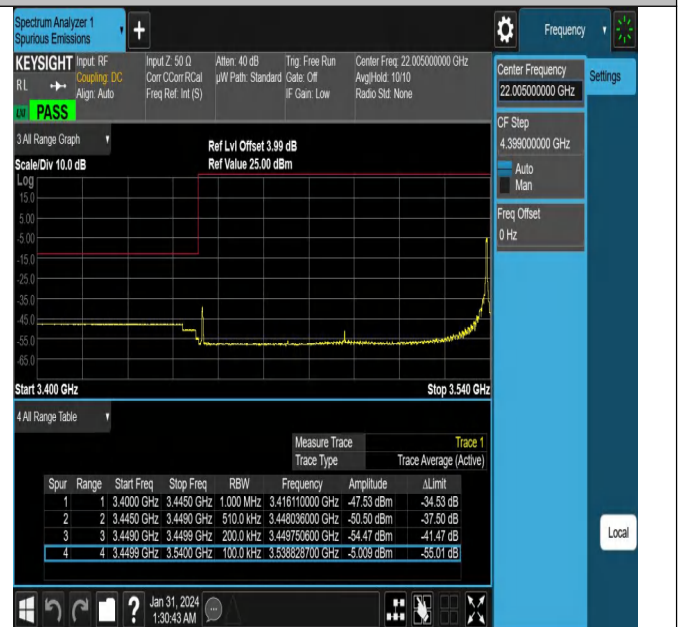 Spectrum Analyzer 1
Spurious Emissions
+
Frequency
KEYSIGHT Input: RF Input Z: 50 Ω Atten: 40 dB Trig: Free Run Center Freq: 22.005000000 GHz
RL Coupling: DC Corr CCorr RCal µW Path: Standard Gate: Off Avg|Hold: 10/10
Align: Auto Freq Ref: Int (S) IF Gain: Low Radio Std: None
LXI PASS
Center Frequency
22.005000000 GHz
Settings
CF Step
4.399000000 GHz
Auto
Man
Freq Offset
0 Hz
3 All Range Graph
Ref Lvl Offset 3.99 dB
Scale/Div 10.0 dB Ref Value 25.00 dBm
Log
15.0
5.00
-5.00
-15.0
-25.0
-35.0
-45.0
-55.0
-65.0
Start 3.400 GHz Stop 3.540 GHz
4 All Range Table
Measure Trace Trace 1
Trace Type Trace Average (Active)
Spur Range Start Freq Stop Freq RBW Frequency Amplitude ΔLimit
1 1 3.4000 GHz 3.4450 GHz 1.000 MHz 3.416110000 GHz -47.53 dBm -34.53 dB
2 2 3.4450 GHz 3.4490 GHz 510.0 kHz 3.448036000 GHz -50.50 dBm -37.50 dB
3 3 3.4490 GHz 3.4499 GHz 200.0 kHz 3.449750600 GHz -54.47 dBm -41.47 dB
4 4 3.4499 GHz 3.5400 GHz 100.0 kHz 3.538828700 GHz -5.009 dBm -55.01 dB
Local
? Jan 31, 2024
1:30:43 AM